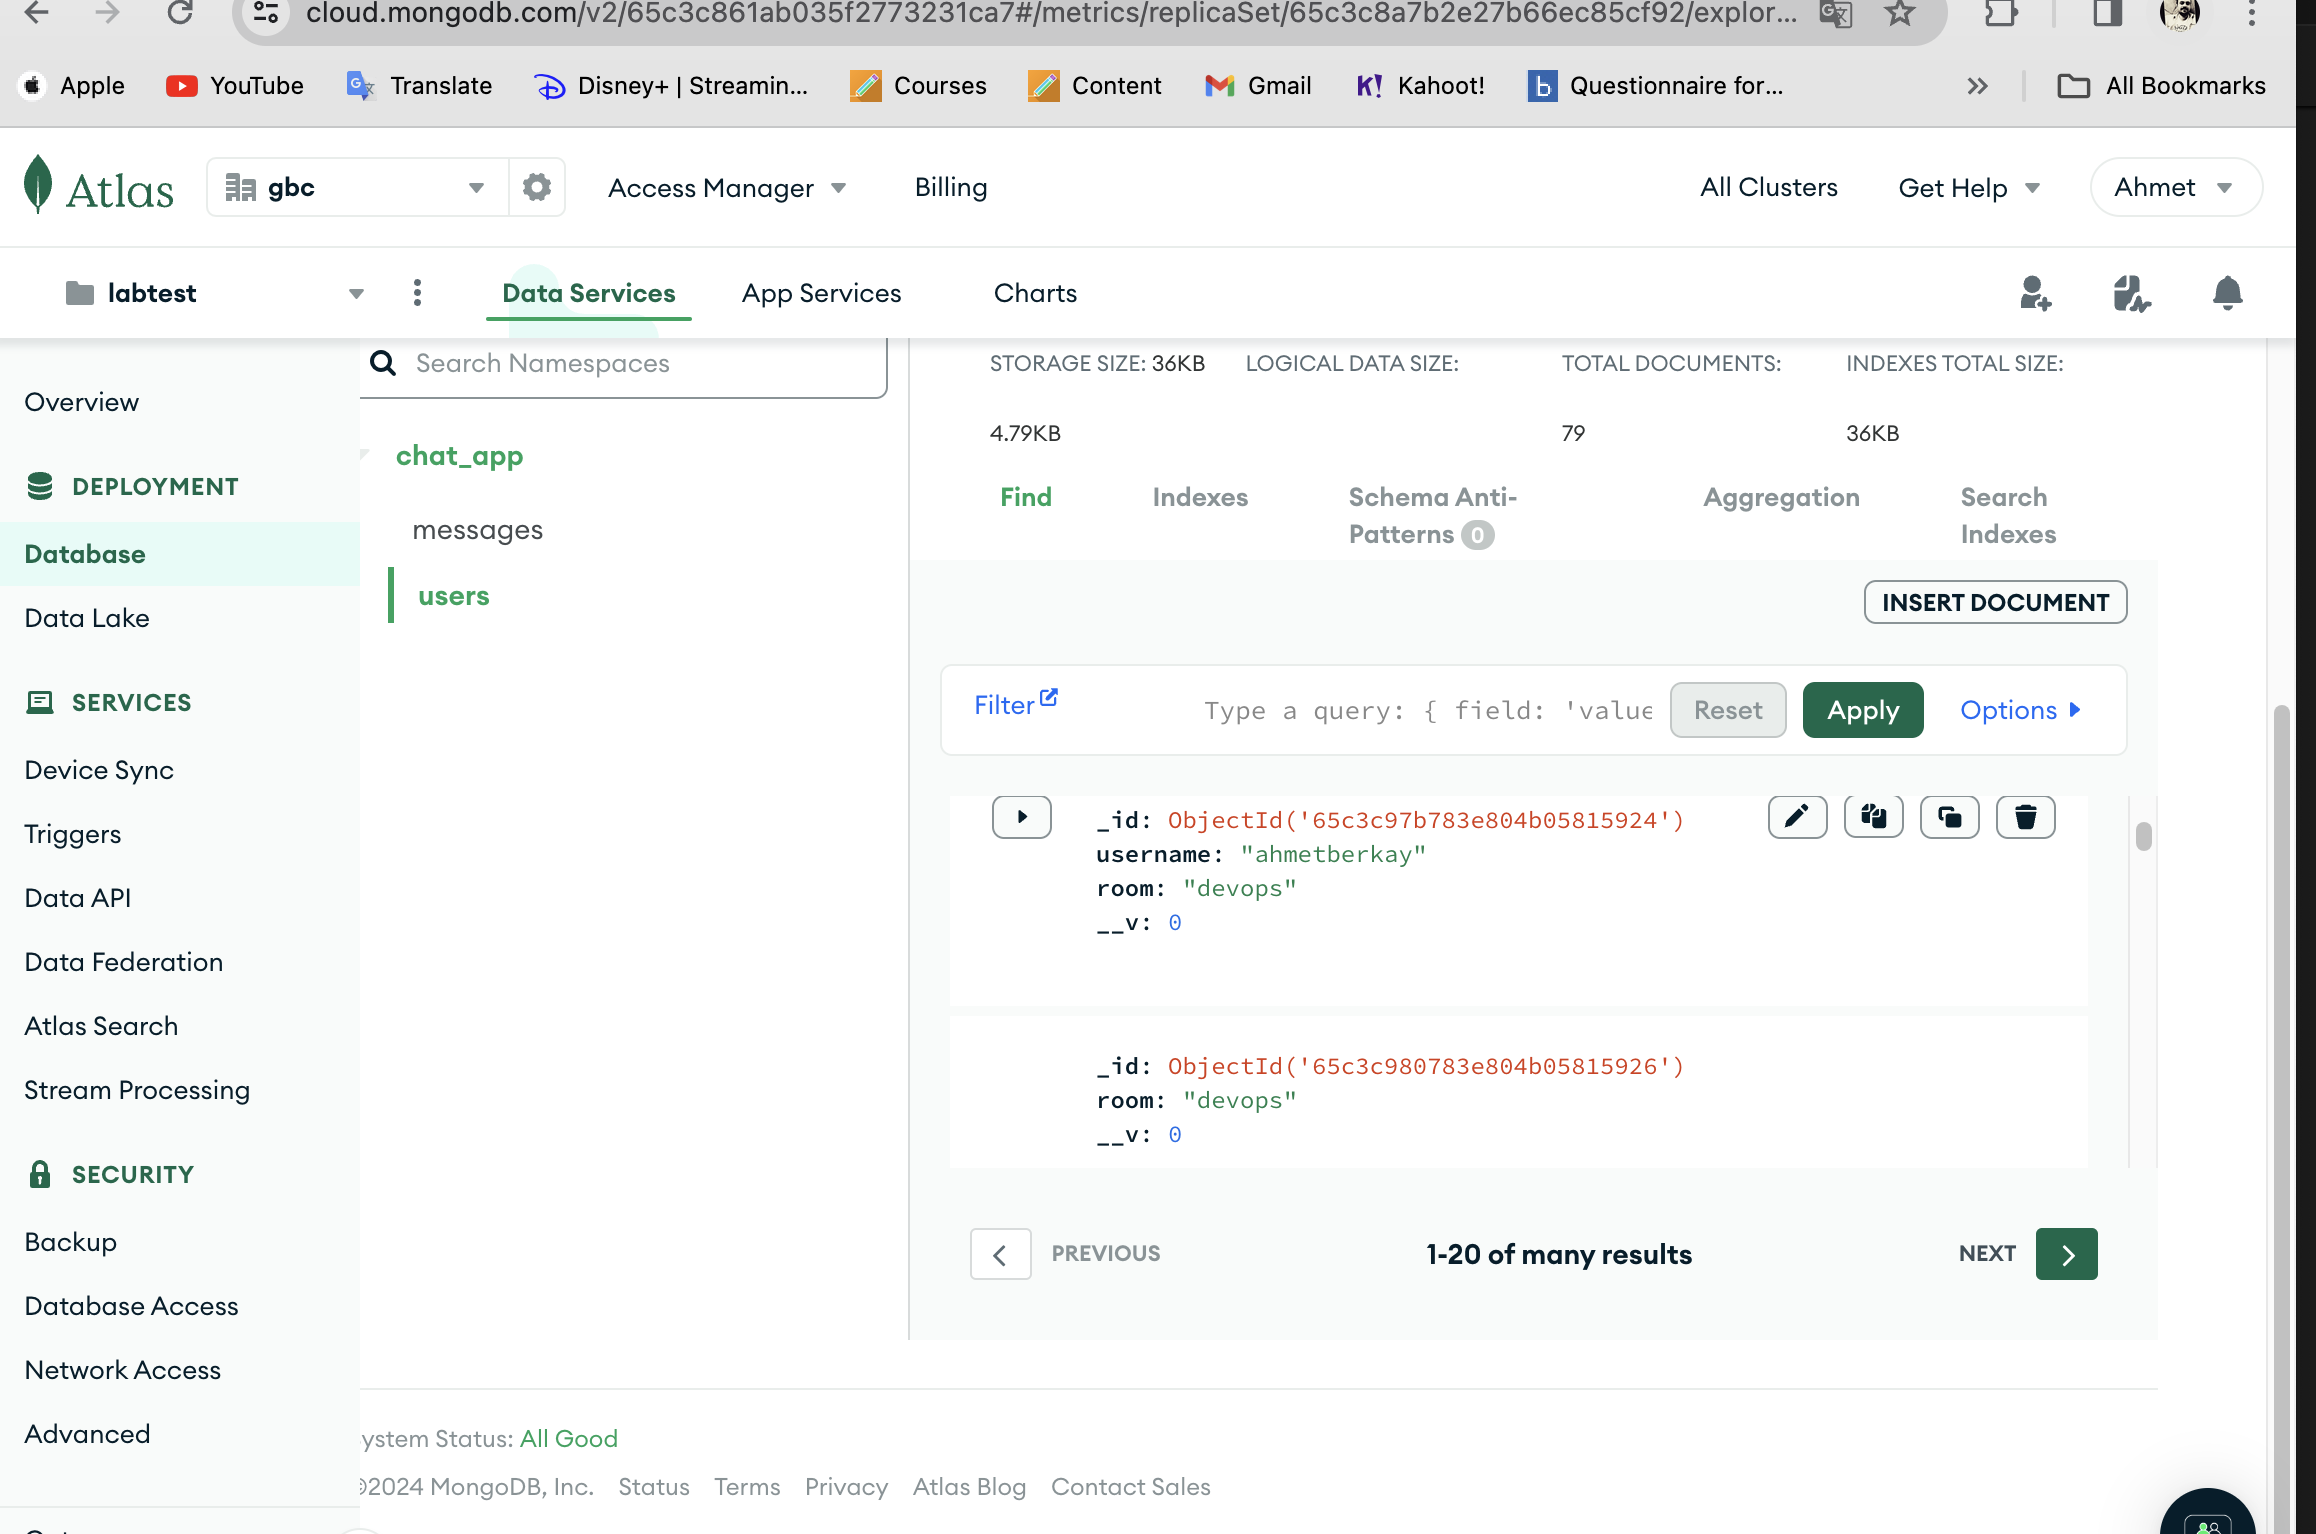 cloud.mongodb.com/v2/65c3c861ab035f2773231ca7#/metrics/replicaSet/65c3c8a7b2e27b66ec85cf92/explor...
Apple YouTube Translate Disney+ | Streamin... Courses Content Gmail Kahoot! Questionnaire for... All Bookmarks
Atlas gbc Access Manager Billing All Clusters Get Help Ahmet
labtest Data Services App Services Charts
Overview
DEPLOYMENT
Database
Data Lake
SERVICES
Device Sync
Triggers
Data API
Data Federation
Atlas Search
Stream Processing
SECURITY
Backup
Database Access
Network Access
Advanced
Search Namespaces
chat_app
messages
users
STORAGE SIZE: 36KB LOGICAL DATA SIZE: TOTAL DOCUMENTS: INDEXES TOTAL SIZE:
4.79KB 79 36KB
Find Indexes Schema Anti- Aggregation Search
Patterns 0 Indexes
INSERT DOCUMENT
Filter Type a query: { field: 'value Reset Apply Options
_id: ObjectId('65c3c97b783e804b05815924')
username: "ahmetberkay"
room: "devops"
__v: 0
_id: ObjectId('65c3c980783e804b05815926')
room: "devops"
__v: 0
PREVIOUS 1-20 of many results NEXT
ystem Status: All Good
©2024 MongoDB, Inc. Status Terms Privacy Atlas Blog Contact Sales